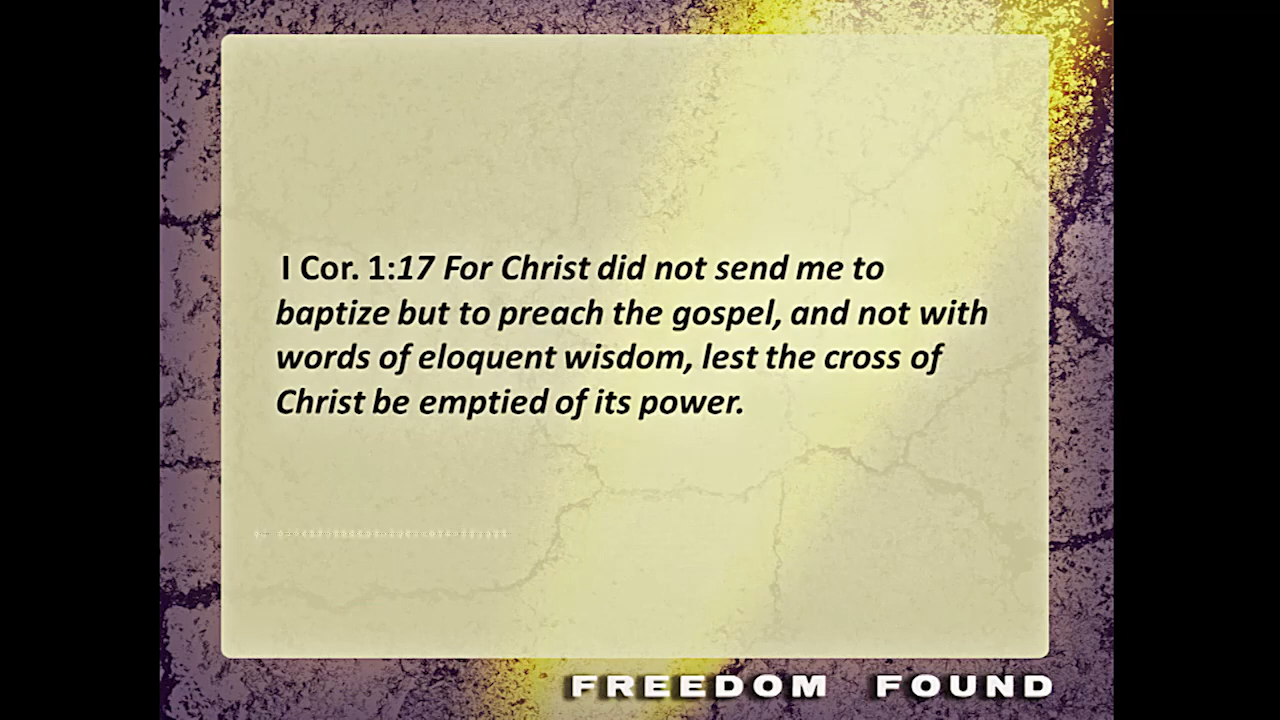 I Cor. 1:17 For Christ did not send me to
baptize but to preach the gospel, and not with
words of eloquent wisdom, lest the cross of
Christ be emptied of its power.
FREEDOM FOUND